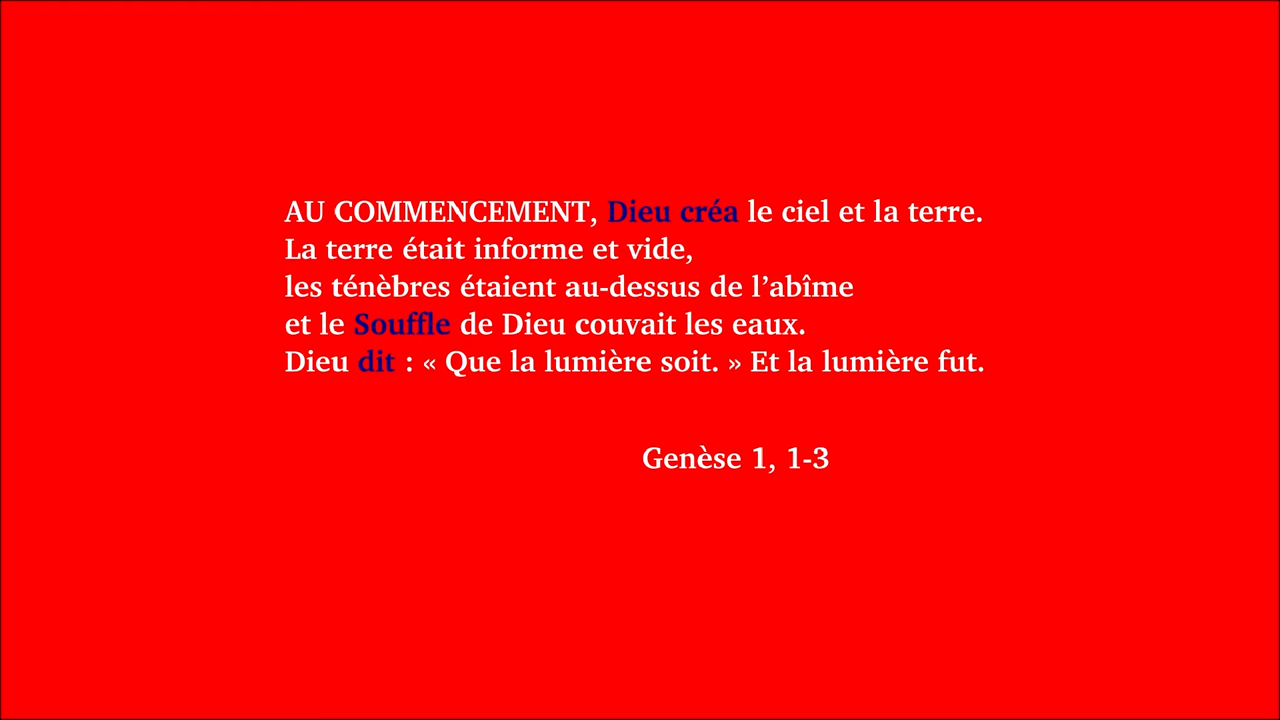 AU COMMENCEMENT, Dieu créa le ciel et la terre.
La terre était informe et vide,
les ténèbres étaient au-dessus de l’abîme
et le Souffle de Dieu couvait les eaux.
Dieu dit : « Que la lumière soit. » Et la lumière fut.
Genèse 1, 1-3